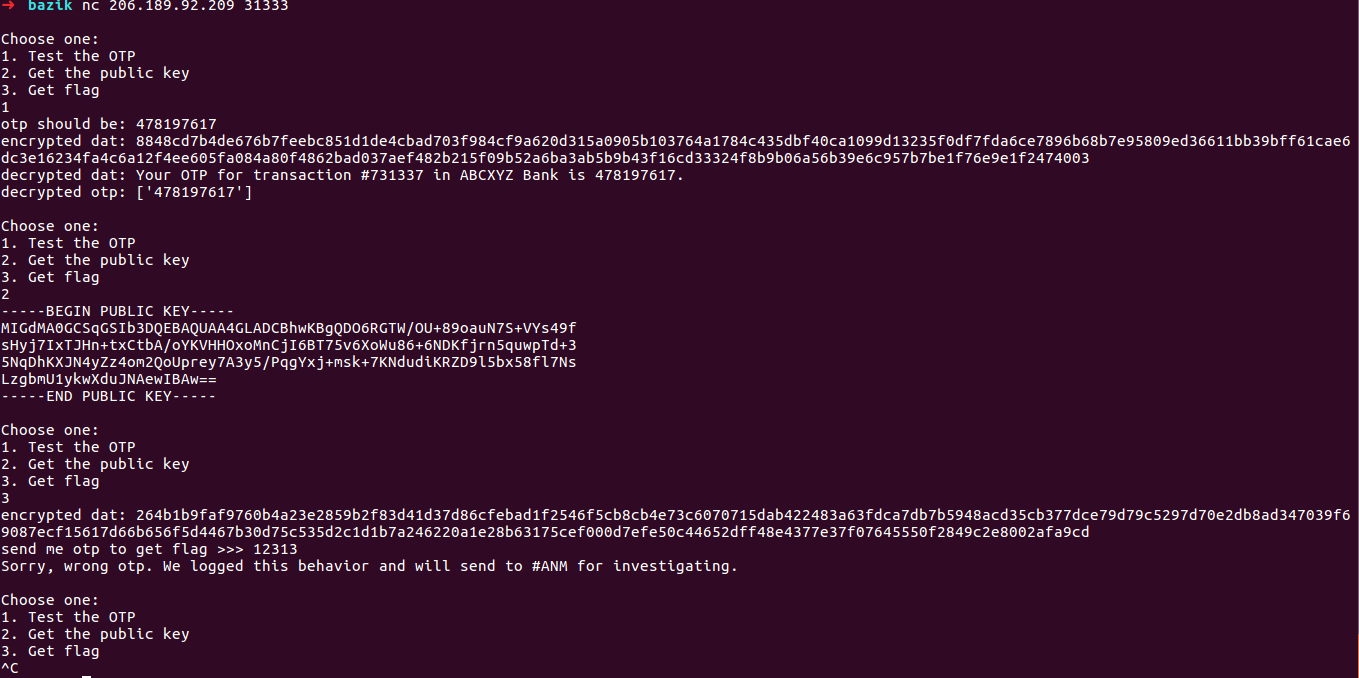 → bazik nc 206.189.92.209 31333

Choose one:
1. Test the OTP
2. Get the public key
3. Get flag
1
otp should be: 478197617
encrypted dat: 8848cd7b4de676b7feebc851d1de4cbad703f984cf9a620d315a0905b103764a1784c435dbf40ca1099d13235f0df7fda6ce7896b68b7e95809ed36611bb39bff61cae6
dc3e16234fa4c6a12f4ee605fa084a80f4862bad037aef482b215f09b52a6ba3ab5b9b43f16cd33324f8b9b06a56b39e6c957b7be1f76e9e1f2474003
decrypted dat: Your OTP for transaction #731337 in ABCXYZ Bank is 478197617.
decrypted otp: ['478197617']

Choose one:
1. Test the OTP
2. Get the public key
3. Get flag
2
-----BEGIN PUBLIC KEY-----
MIGdMA0GCSqGSIb3DQEBAQUAA4GLADCBhwKBgQDO6RGTW/OU+89oauN7S+VYs49f
sHyj7IxTJHn+txCtbA/oYKVHHOxoMnCjI6BT75v6XoWu86+6NDKfjrn5quwpTd+3
5NqDhKXJN4yZz4om2QoUprey7A3y5/PqgYxj+msk+7KNdudiKRZD9l5bx58fl7Ns
LzgbmU1ykwXduJNAewIBAw==
-----END PUBLIC KEY-----

Choose one:
1. Test the OTP
2. Get the public key
3. Get flag
3
encrypted dat: 264b1b9faf9760b4a23e2859b2f83d41d37d86cfebad1f2546f5cb8cb4e73c6070715dab422483a63fdca7db7b5948acd35cb377dce79d79c5297d70e2db8ad347039f6
9087ecf15617d66b656f5d4467b30d75c535d2c1d1b7a246220a1e28b63175cef000d7efe50c44652dff48e4377e37f07645550f2849c2e8002afa9cd
send me otp to get flag >>> 12313
Sorry, wrong otp. We logged this behavior and will send to #ANM for investigating.

Choose one:
1. Test the OTP
2. Get the public key
3. Get flag
^C